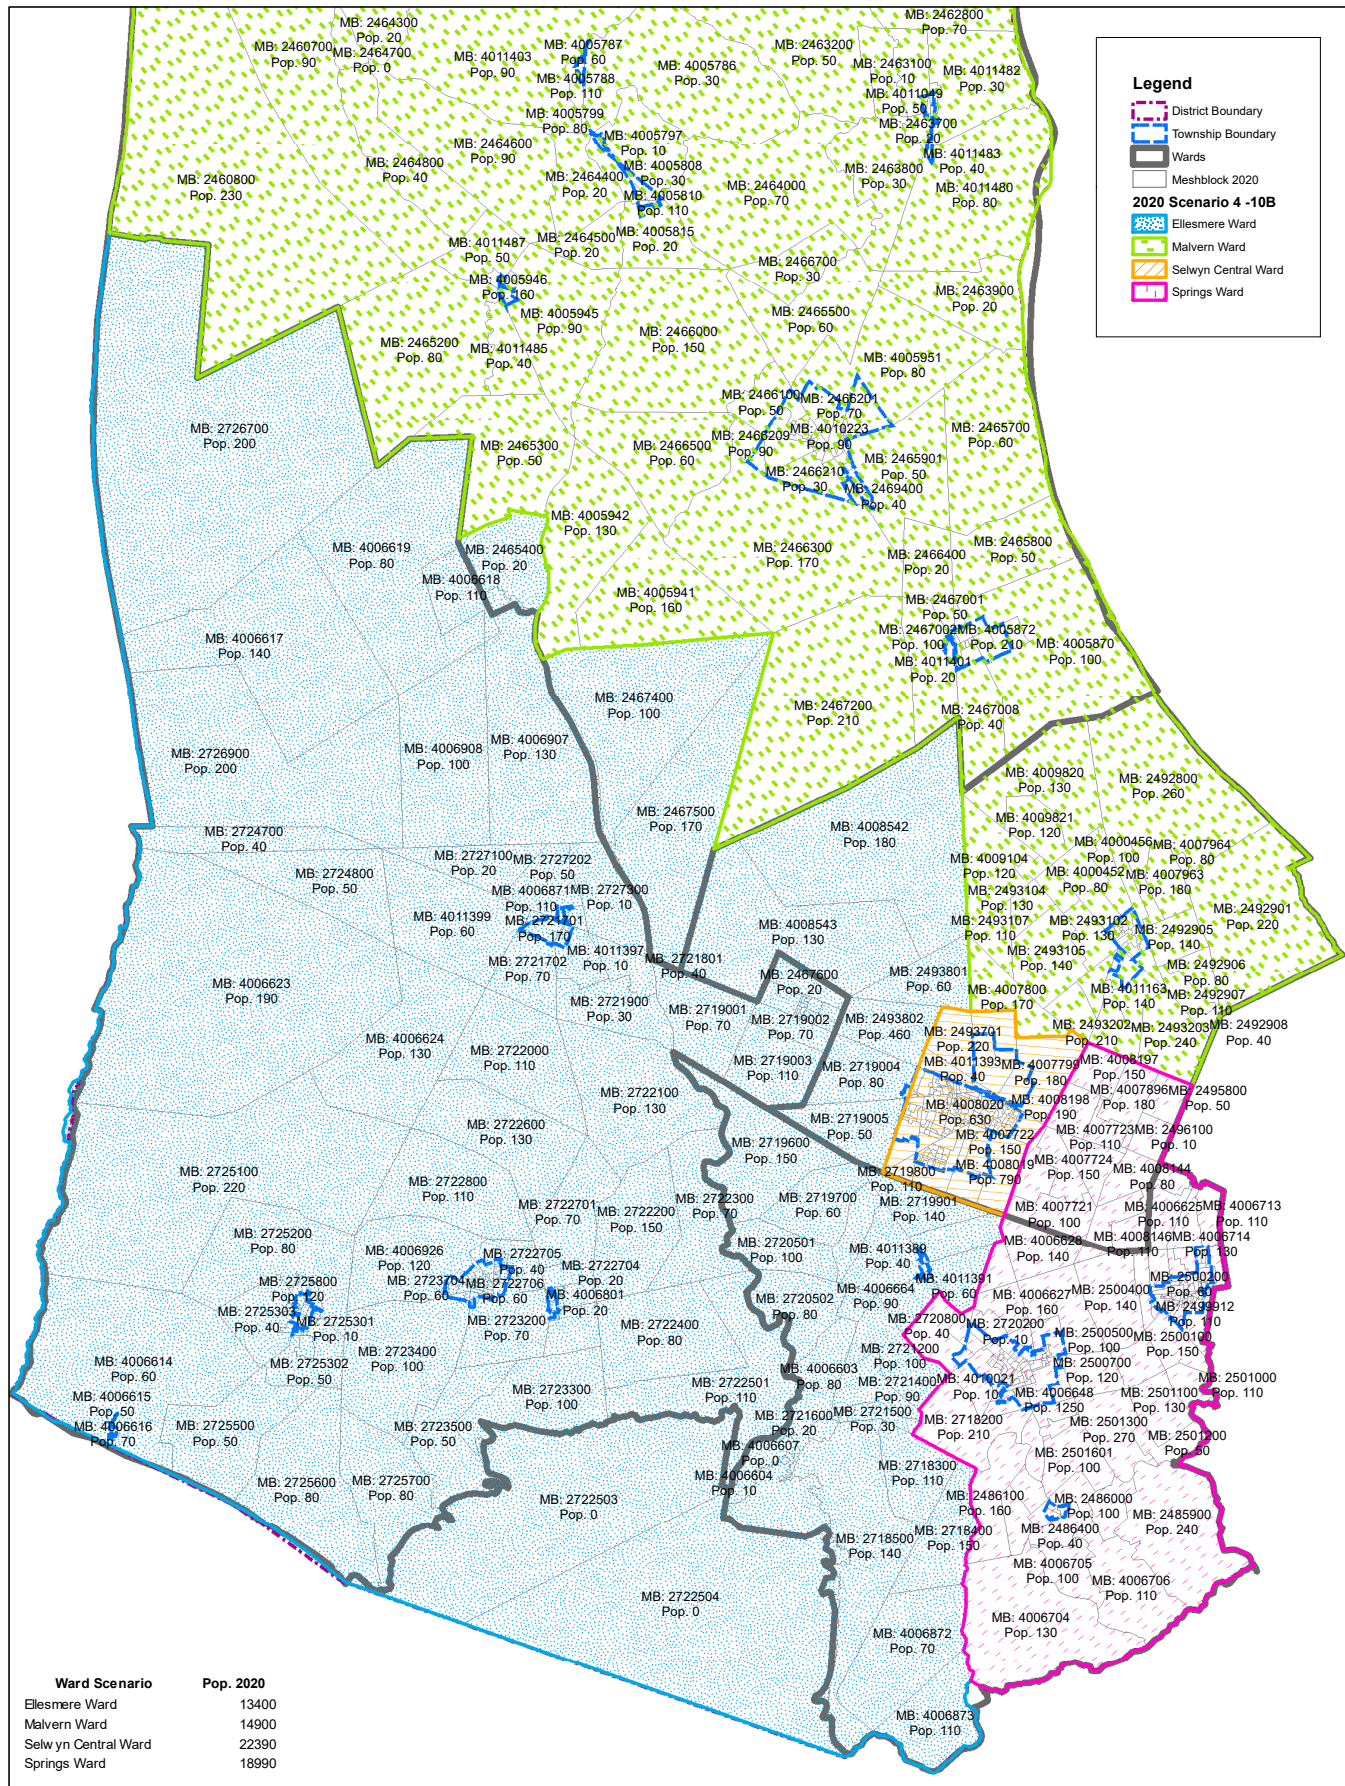 MB: 2462800
Pop. 70
MB: 2464300
Pop. 20
MB: 2460700
Pop. 90
MB: 2464700
Pop. 0
MB: 4011403
Pop. 90
MB: 4005787
Pop. 60
MB: 4005788
Pop. 110
MB: 4005786
Pop. 30
MB: 2463200
Pop. 50
MB: 2463100
Pop. 10
MB: 4011482
Pop. 30
MB: 4011049
Pop. 50
MB: 2463700
Pop. 20
MB: 4005799
Pop. 80
MB: 4005797
Pop. 10
MB: 2464600
Pop. 90
MB: 2464800
Pop. 40
MB: 2464400
Pop. 20
MB: 4005808
Pop. 30
MB: 4005810
Pop. 110
MB: 2464000
Pop. 70
MB: 2463800
Pop. 30
MB: 4011483
Pop. 40
MB: 4011480
Pop. 80
MB: 2460800
Pop. 230
MB: 4011487
Pop. 50
MB: 2464500
Pop. 20
MB: 4005815
Pop. 20
MB: 4005946
Pop. 160
MB: 2466700
Pop. 30
MB: 2463900
Pop. 20
MB: 4005945
Pop. 90
MB: 2465500
Pop. 60
MB: 2465200
Pop. 80
MB: 4011485
Pop. 40
MB: 2466000
Pop. 150
MB: 4005951
Pop. 80
MB: 2466100
Pop. 50
MB: 2466201
Pop. 70
MB: 2726700
Pop. 200
MB: 2465300
Pop. 50
MB: 2466500
Pop. 60
MB: 2466209
Pop. 90
MB: 4010223
Pop. 90
MB: 2465700
Pop. 60
MB: 2466210
Pop. 30
MB: 2465901
Pop. 50
MB: 2469400
Pop. 40
MB: 4005942
Pop. 130
MB: 4006619
Pop. 80
MB: 2465400
Pop. 20
MB: 2466300
Pop. 170
MB: 2466400
Pop. 20
MB: 2465800
Pop. 50
MB: 4006618
Pop. 110
MB: 4005941
Pop. 160
MB: 2467001
Pop. 50
MB: 4006617
Pop. 140
MB: 2467002
Pop. 100
MB: 4005872
Pop. 210
MB: 4005870
Pop. 100
MB: 4011401
Pop. 20
MB: 2467400
Pop. 100
MB: 2467200
Pop. 210
MB: 2467008
Pop. 40
MB: 2726900
Pop. 200
MB: 4006908
Pop. 100
MB: 4006907
Pop. 130
MB: 4009820
Pop. 130
MB: 2492800
Pop. 260
MB: 2724700
Pop. 40
MB: 2467500
Pop. 170
MB: 4008542
Pop. 180
MB: 4009821
Pop. 120
MB: 4000456
Pop. 100
MB: 4007964
Pop. 80
MB: 2724800
Pop. 50
MB: 2727100
Pop. 20
MB: 2727202
Pop. 50
MB: 4009104
Pop. 120
MB: 4000452
Pop. 80
MB: 4007963
Pop. 180
MB: 4006871
Pop. 110
MB: 2727300
Pop. 10
MB: 2493104
Pop. 130
MB: 4011399
Pop. 60
MB: 2721701
Pop. 170
MB: 4008543
Pop. 130
MB: 2493107
Pop. 110
MB: 2493102
Pop. 130
MB: 2492905
Pop. 140
MB: 2492901
Pop. 220
MB: 2721702
Pop. 70
MB: 4011397
Pop. 10
MB: 2721801
Pop. 40
MB: 2493105
Pop. 140
MB: 4006623
Pop. 190
MB: 2467600
Pop. 20
MB: 2493801
Pop. 60
MB: 2492906
Pop. 80
MB: 2721900
Pop. 30
MB: 2719001
Pop. 70
MB: 2719002
Pop. 70
MB: 2493802
Pop. 460
MB: 4007800
Pop. 170
MB: 4011163
Pop. 140
MB: 2492907
Pop. 110
MB: 4006624
Pop. 130
MB: 2722000
Pop. 110
MB: 2493701
Pop. 220
MB: 2493202
Pop. 210
MB: 2493203
Pop. 240
MB: 2492908
Pop. 40
MB: 2719003
Pop. 110
MB: 2719004
Pop. 80
MB: 4011393
Pop. 40
MB: 4007799
Pop. 180
MB: 4008197
Pop. 150
MB: 2722100
Pop. 130
MB: 4008020
Pop. 630
MB: 4008198
Pop. 190
MB: 4007896
Pop. 180
MB: 2495800
Pop. 50
MB: 2722600
Pop. 130
MB: 2719600
Pop. 150
MB: 2719005
Pop. 50
MB: 4007722
Pop. 150
MB: 4007723
Pop. 110
MB: 2496100
Pop. 10
MB: 2725100
Pop. 220
MB: 2722800
Pop. 110
MB: 2719800
Pop. 110
MB: 4008019
Pop. 790
MB: 4007724
Pop. 150
MB: 4008144
Pop. 80
MB: 2722701
Pop. 70
MB: 2722200
Pop. 150
MB: 2722300
Pop. 70
MB: 2719700
Pop. 60
MB: 2719901
Pop. 140
MB: 4007721
Pop. 100
MB: 4006625
Pop. 110
MB: 4006713
Pop. 110
MB: 2725200
Pop. 80
MB: 4006926
Pop. 120
MB: 2722705
Pop. 40
MB: 2720501
Pop. 100
MB: 4011389
Pop. 40
MB: 4006628
Pop. 140
MB: 4008146
Pop. 110
MB: 4006714
Pop. 130
MB: 2725800
Pop. 120
MB: 2723704
Pop. 60
MB: 2722706
Pop. 60
MB: 2722704
Pop. 20
MB: 4006801
Pop. 20
MB: 2720502
Pop. 80
MB: 4006664
Pop. 90
MB: 4011391
Pop. 60
MB: 4006627
Pop. 160
MB: 2500400
Pop. 140
MB: 2500200
Pop. 60
MB: 2499912
Pop. 110
MB: 2725303
Pop. 40
MB: 2725301
Pop. 10
MB: 2723200
Pop. 70
MB: 2722400
Pop. 80
MB: 2720800
Pop. 40
MB: 2720200
Pop. 10
MB: 2500500
Pop. 100
MB: 2500100
Pop. 150
MB: 4006614
Pop. 60
MB: 2725302
Pop. 50
MB: 2723400
Pop. 100
MB: 4006603
Pop. 80
MB: 2721200
Pop. 100
MB: 2500700
Pop. 120
MB: 4006615
Pop. 50
MB: 2723300
Pop. 100
MB: 2722501
Pop. 110
MB: 2721400
Pop. 90
MB: 4010021
Pop. 10
MB: 4006648
Pop. 1250
MB: 2501100
Pop. 130
MB: 2501000
Pop. 110
MB: 4006616
Pop. 70
MB: 2725500
Pop. 50
MB: 2723500
Pop. 50
MB: 2721600
Pop. 20
MB: 2721500
Pop. 30
MB: 2718200
Pop. 210
MB: 2501300
Pop. 270
MB: 2501200
Pop. 50
MB: 4006607
Pop. 0
MB: 2501601
Pop. 100
MB: 2725600
Pop. 80
MB: 2725700
Pop. 80
MB: 4006604
Pop. 10
MB: 2718300
Pop. 110
MB: 2722503
Pop. 0
MB: 2486100
Pop. 160
MB: 2486000
Pop. 100
MB: 2485900
Pop. 240
MB: 2718500
Pop. 140
MB: 2718400
Pop. 150
MB: 2486400
Pop. 40
MB: 4006705
Pop. 100
MB: 4006706
Pop. 110
MB: 2722504
Pop. 0
MB: 4006704
Pop. 130
MB: 4006872
Pop. 70
MB: 4006873
Pop. 110
Legend
District Boundary
Township Boundary
Wards
Meshblock 2020
2020 Scenario 4 -10B
Ellesmere Ward
Malvern Ward
Selwyn Central Ward
Springs Ward
Ward Scenario Pop. 2020
Ellesmere Ward 13400
Malvern Ward 14900
Selwyn Central Ward 22390
Springs Ward 18990